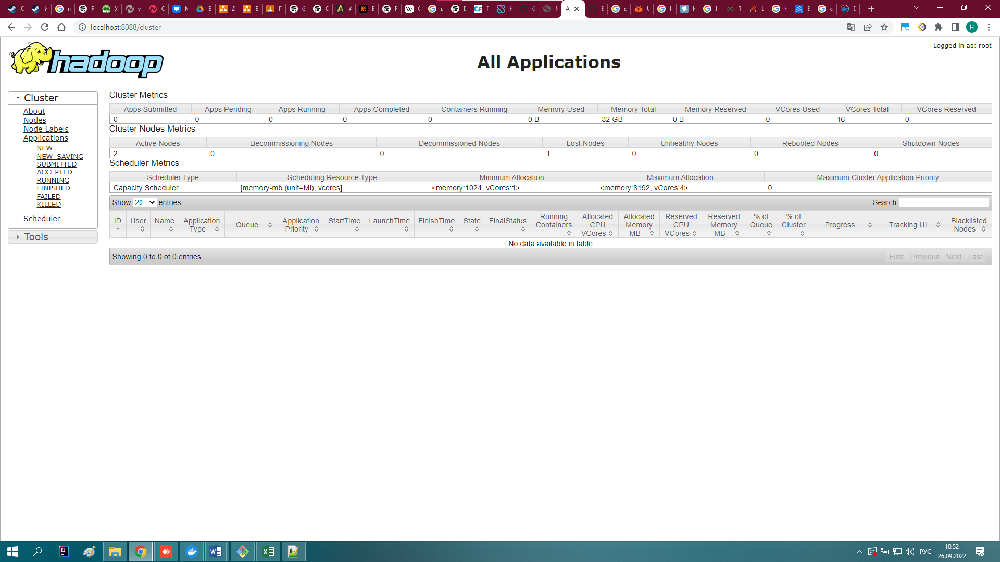 localhost:8088/cluster
Logged in as: root
hadoop
All Applications
Cluster
About
Nodes
Node Labels
Applications
NEW
NEW_SAVING
SUBMITTED
ACCEPTED
RUNNING
FINISHED
FAILED
KILLED
Scheduler
Tools
Cluster Metrics
Apps Submitted Apps Pending Apps Running Apps Completed Containers Running Memory Used Memory Total Memory Reserved VCores Used VCores Total VCores Reserved
0 0 0 0 0 0 B 32 GB 0 B 0 16 0
Cluster Nodes Metrics
Active Nodes Decommissioning Nodes Decommissioned Nodes Lost Nodes Unhealthy Nodes Rebooted Nodes Shutdown Nodes
2 0 0 1 0 0 0
Scheduler Metrics
Scheduler Type Scheduling Resource Type Minimum Allocation Maximum Allocation Maximum Cluster Application Priority
Capacity Scheduler [memory-mb (unit=Mi), vcores] <memory:1024, vCores:1> <memory:8192, vCores:4> 0
Show 20 entries Search:
ID User Name Application Type Queue Application Priority StartTime LaunchTime FinishTime State FinalStatus Running Containers Allocated CPU VCores Allocated Memory MB Reserved CPU VCores Reserved Memory MB % of Queue % of Cluster Progress Tracking UI Blacklisted Nodes
No data available in table
Showing 0 to 0 of 0 entries First Previous Next Last
РУС
10:52
26.09.2022